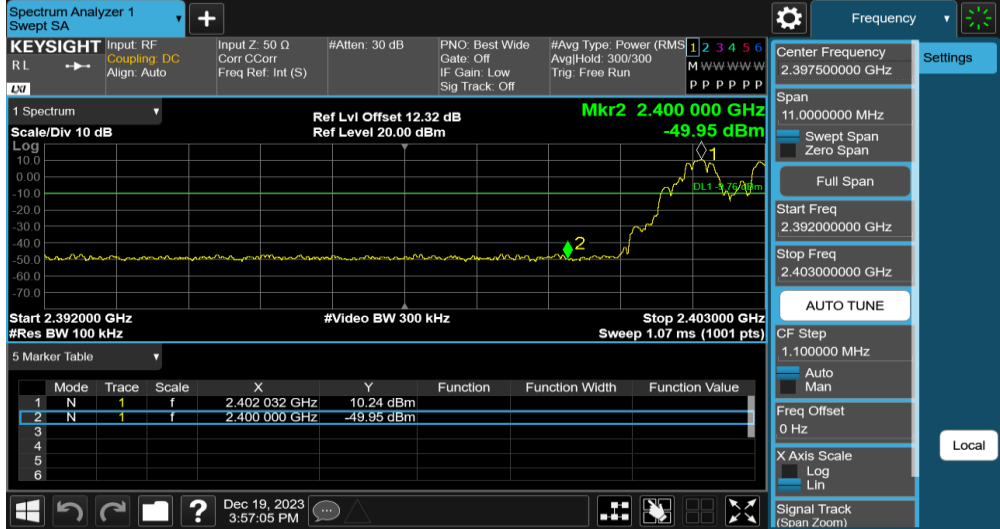 Spectrum Analyzer 1
Swept SA
+
Frequency
KEYSIGHT Input: RF
R L Coupling: DC
Align: Auto
LXI
Input Z: 50 Ω
Corr CCorr
Freq Ref: Int (S)
#Atten: 30 dB
PNO: Best Wide
Gate: Off
IF Gain: Low
Sig Track: Off
#Avg Type: Power (RMS
Avg|Hold: 300/300
Trig: Free Run
1 2 3 4 5 6
M W W W W W
P P P P P P
Center Frequency
2.397500000 GHz
Settings
Span
11.0000000 MHz
Swept Span
Zero Span
Full Span
Start Freq
2.392000000 GHz
Stop Freq
2.403000000 GHz
AUTO TUNE
CF Step
1.100000 MHz
Auto
Man
Freq Offset
0 Hz
X Axis Scale
Log
Lin
Signal Track
(Span Zoom)
Local
1 Spectrum
Scale/Div 10 dB
Ref Lvl Offset 12.32 dB
Ref Level 20.00 dBm
Mkr2 2.400 000 GHz
-49.95 dBm
Log
10.0
0.00
-10.0
-20.0
-30.0
-40.0
-50.0
-60.0
-70.0
1
2
DL1 -9.76 dBm
Start 2.392000 GHz
#Res BW 100 kHz
#Video BW 300 kHz
Stop 2.403000 GHz
Sweep 1.07 ms (1001 pts)
5 Marker Table
Mode Trace Scale X Y Function Function Width Function Value
1 N 1 f 2.402 032 GHz 10.24 dBm
2 N 1 f 2.400 000 GHz -49.95 dBm
3
4
5
6
?
Dec 19, 2023
3:57:05 PM